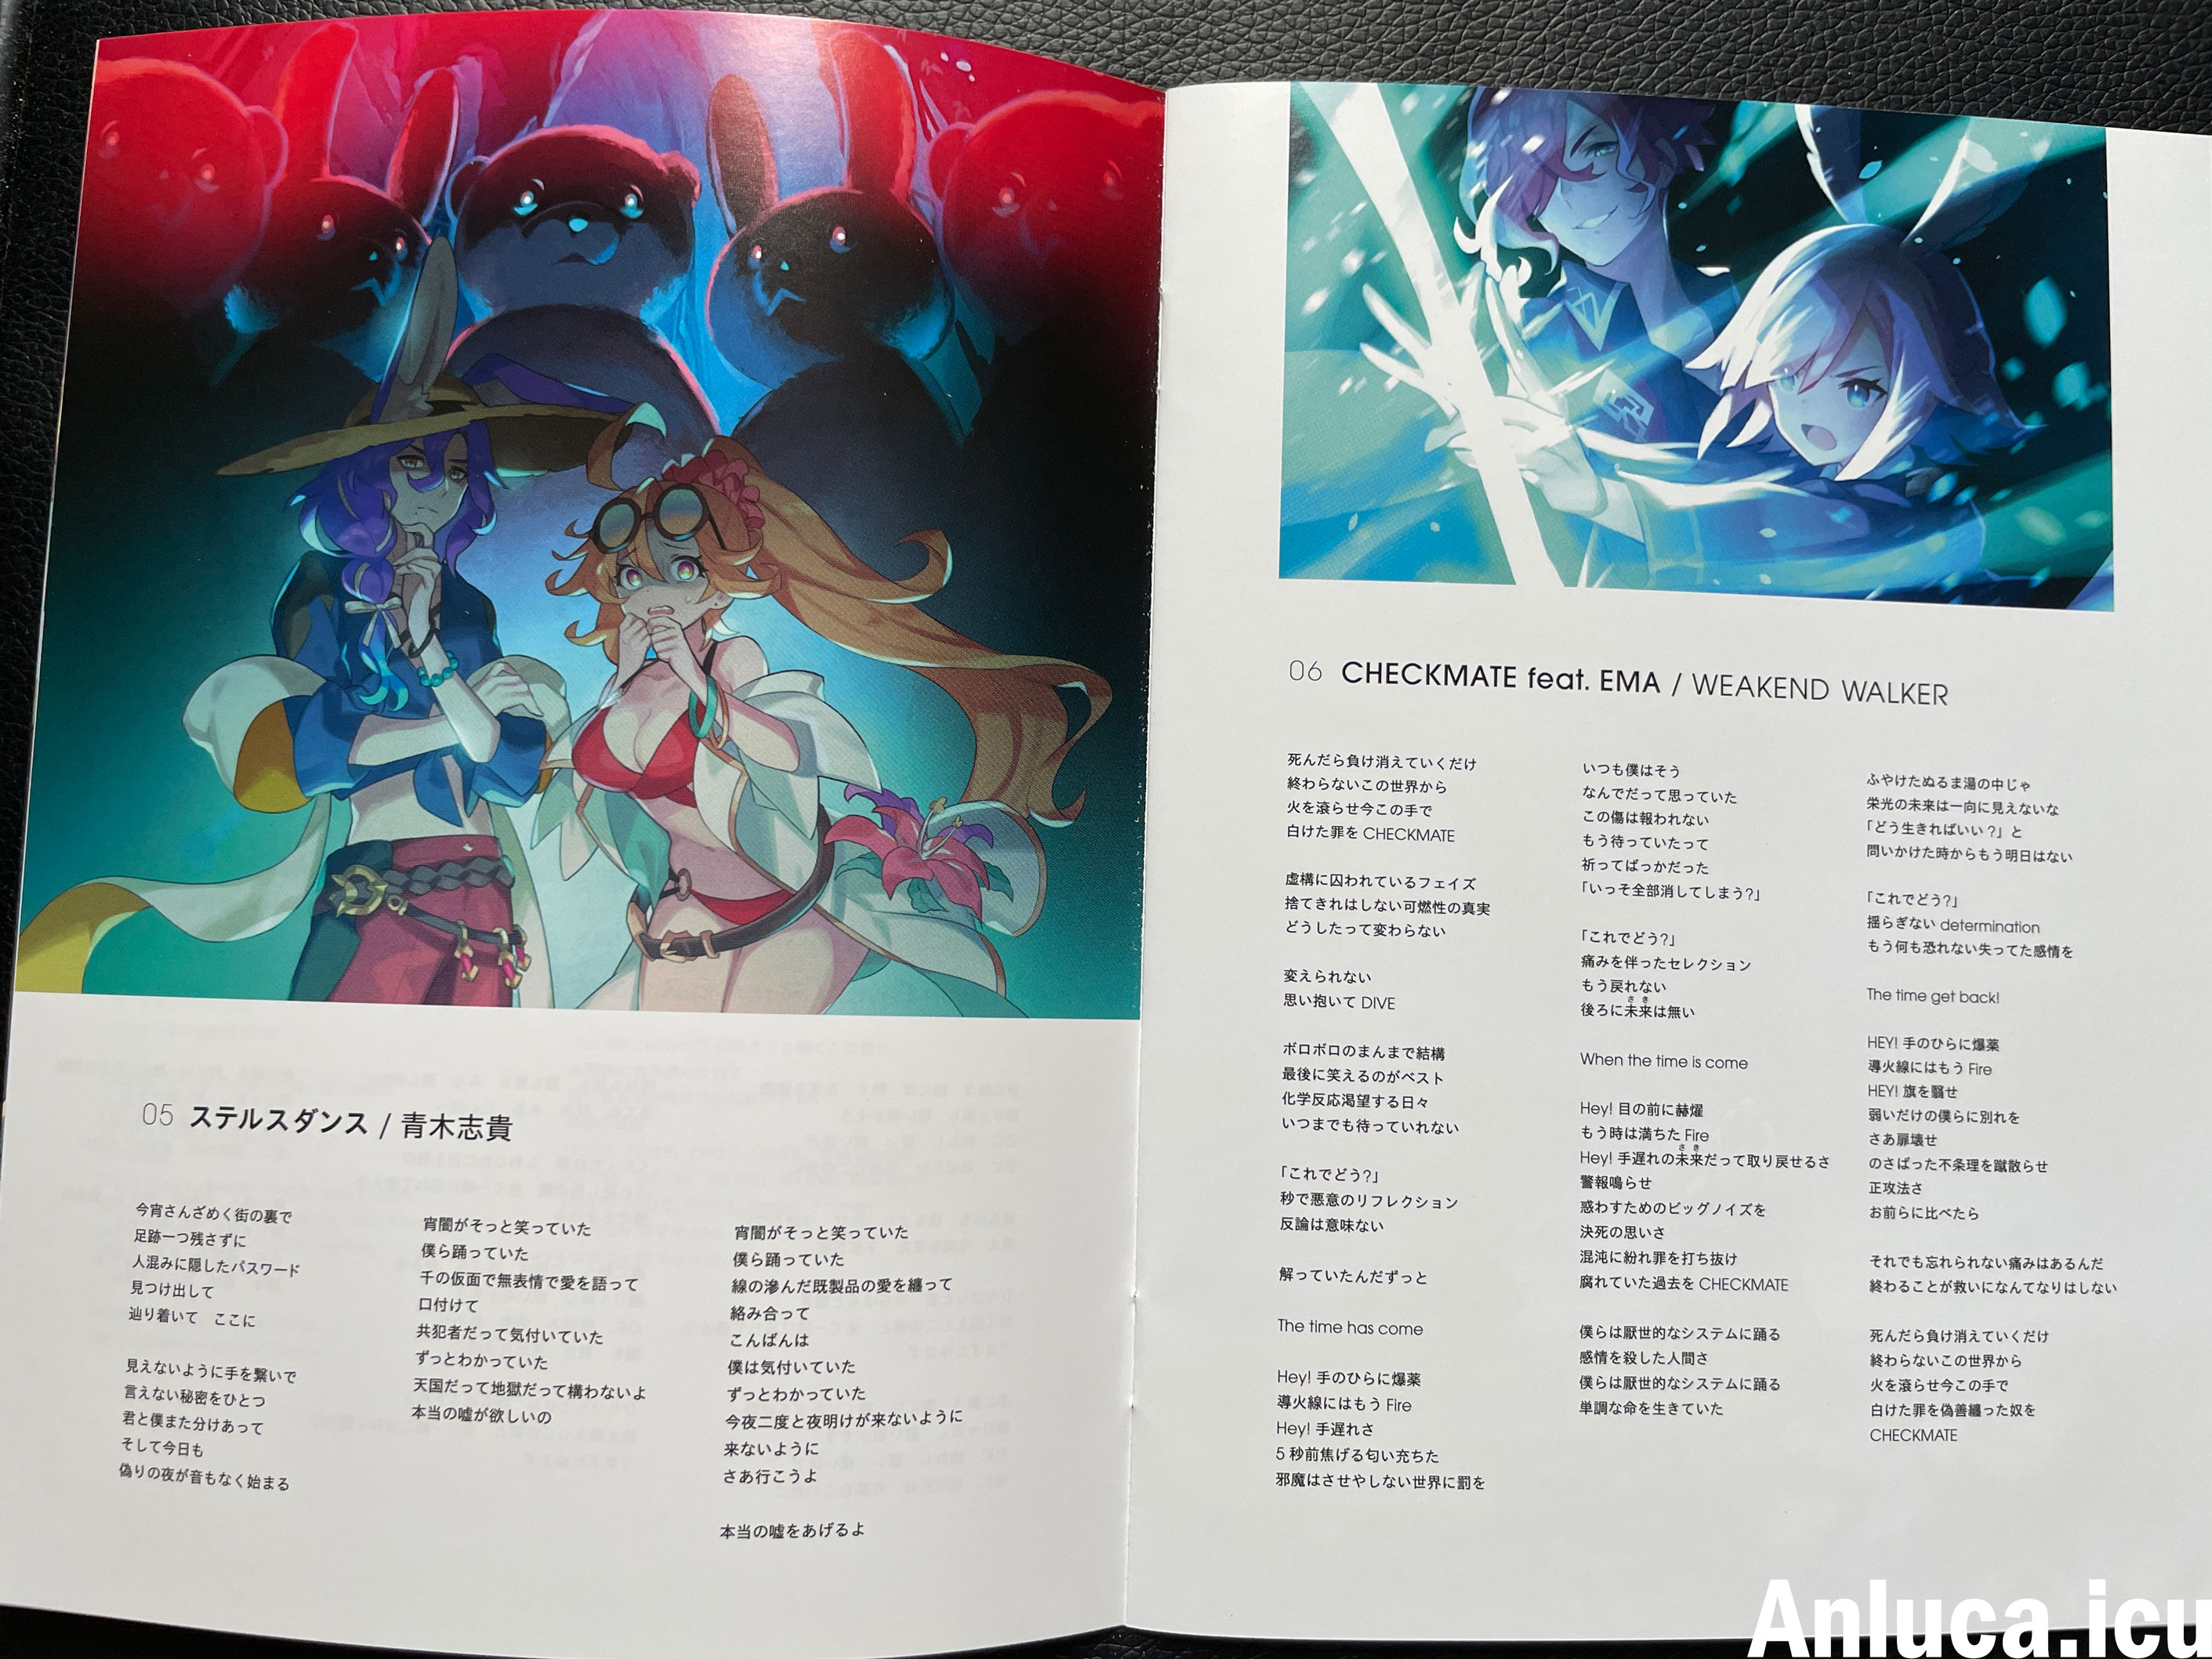 05 ステルスダンス / 青木志貴
今宵さんざめく街の裏で
足跡一つ残さずに
人混みに隠したパスワード
見つけ出して
辿り着いて　ここに
見えないように手を繋いで
言えない秘密をひとつ
君と僕また分けあって
そして今日も
偽りの夜が音もなく始まる
宵闇がそっと笑っていた
僕ら踊っていた
千の仮面で無表情で愛を語って
口付けて
共犯者だって気付いていた
ずっとわかっていた
天国だって地獄だって構わないよ
本当の嘘が欲しいの
宵闇がそっと笑っていた
僕ら踊っていた
線の滲んだ既製品の愛を纏って
絡み合って
こんばんは
僕は気付いていた
ずっとわかっていた
今夜二度と夜明けが来ないように
来ないように
さあ行こうよ
本当の嘘をあげるよ
06 CHECKMATE feat. EMA / WEAKEND WALKER
死んだら負け消えていくだけ
終わらないこの世界から
火を滾らせ今この手で
白けた罪を CHECKMATE
虚構に囚われているフェイズ
捨てきれはしない可燃性の真実
どうしたって変わらない
変えられない
思い抱いて DIVE
ボロボロのまんまで結構
最後に笑えるのがベスト
化学反応渇望する日々
いつまでも待っていれない
「これでどう?」
秒で悪意のリフレクション
反論は意味ない
解っていたんだずっと
The time has come
Hey! 手のひらに爆薬
導火線にはもう Fire
Hey! 手遅れさ
5 秒前焦げる匂い充ちた
邪魔はさせやしない世界に罰を
いつも僕はそう
なんでだって思っていた
この傷は報われない
もう待っていたって
祈ってばっかだった
「いっそ全部消してしまう?」
「これでどう?」
痛みを伴ったセレクション
もう戻れない
さき
後ろに未来は無い
When the time is come
Hey! 目の前に赫燿
もう時は満ちた Fire
さき
Hey! 手遅れの未来だって取り戻せるさ
警報鳴らせ
惑わすためのビッグノイズを
決死の思いさ
混沌に紛れ罪を打ち抜け
腐れていた過去を CHECKMATE
僕らは厭世的なシステムに踊る
感情を殺した人間さ
僕らは厭世的なシステムに踊る
単調な命を生きていた
ふやけたぬるま湯の中じゃ
栄光の未来は一向に見えないな
「どう生きればいい?」と
問いかけた時からもう明日はない
「これでどう?」
揺らぎない determination
もう何も恐れない失ってた感情を
The time get back!
HEY! 手のひらに爆薬
導火線にはもう Fire
HEY! 旗を翳せ
弱いだけの僕らに別れを
さあ扉壊せ
のさばった不条理を蹴散らせ
正攻法さ
お前らに比べたら
それでも忘れられない痛みはあるんだ
終わることが救いになんてなりはしない
死んだら負け消えていくだけ
終わらないこの世界から
火を滾らせ今この手で
白けた罪を偽善纏った奴を
CHECKMATE
Anluca.icu